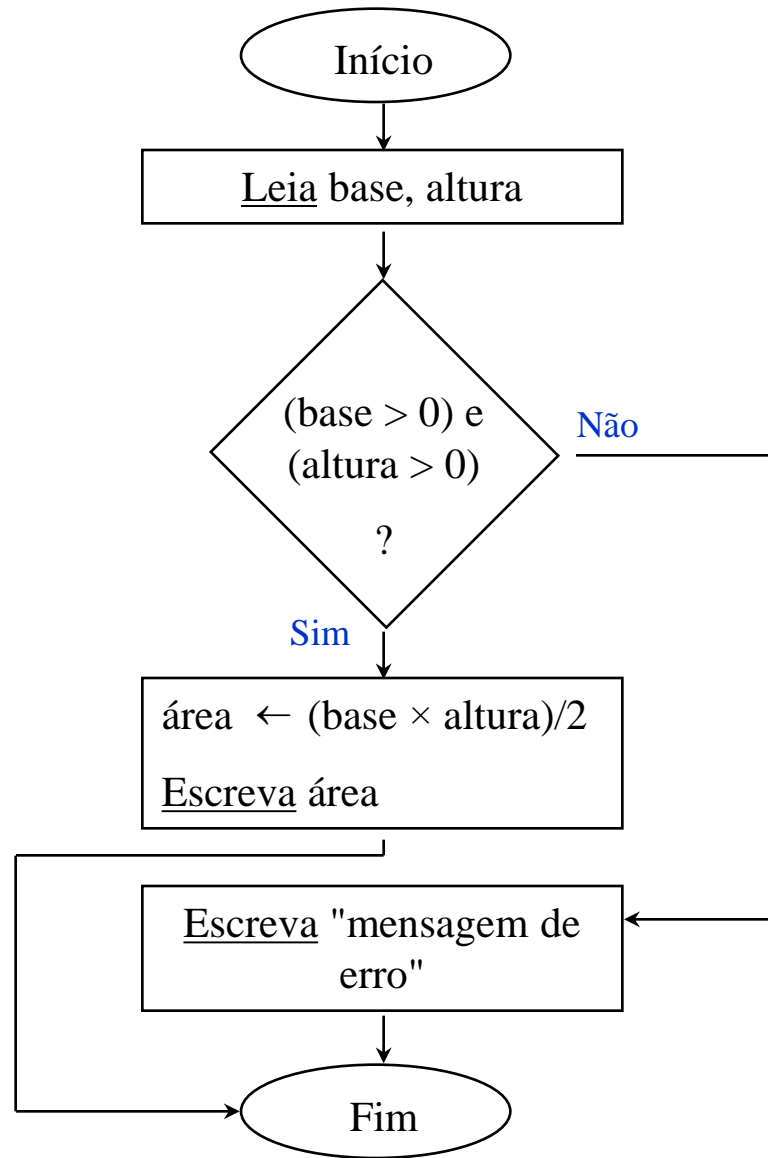 Início
Leia base, altura
(base > 0) e
(altura > 0)
?
Não
Sim
área ← (base × altura)/2
Escreva área
Escreva "mensagem de
erro"
Fim